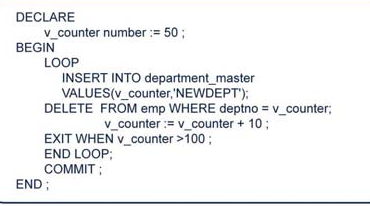 DECLARE
v_counter number := 50 ;
BEGIN
LOOP
INSERT INTO department_master
VALUES(v_counter,'NEWDEPT');
DELETE FROM emp WHERE deptno = v_counter;
v_counter := v_counter + 10 ;
EXIT WHEN v_counter >100 ;
END LOOP;
COMMIT ;
END ;